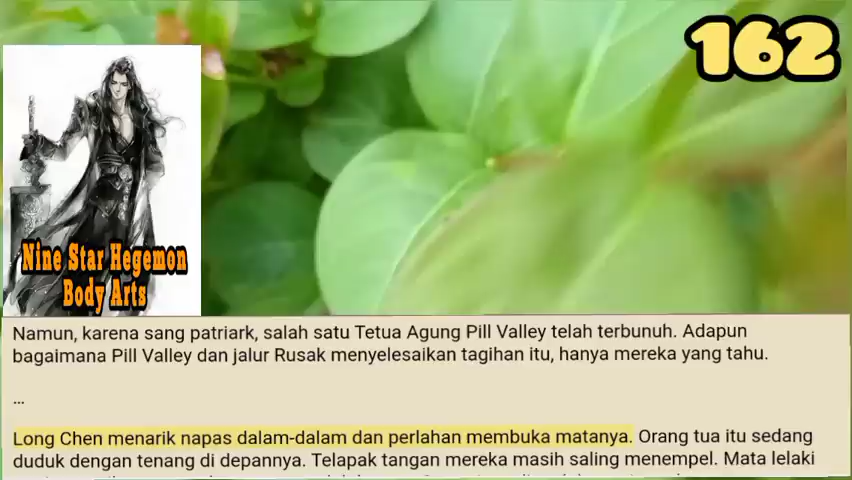 162
Nine Star Hegemon
Body Arts
Namun, karena sang patriark, salah satu Tetua Agung Pill Valley telah terbunuh. Adapun
bagaimana Pill Valley dan jalur Rusak menyelesaikan tagihan itu, hanya mereka yang tahu.
...
Long Chen menarik napas dalam-dalam dan perlahan membuka matanya. Orang tua itu sedang
duduk dengan tenang di depannya. Telapak tangan mereka masih saling menempel. Mata lelaki